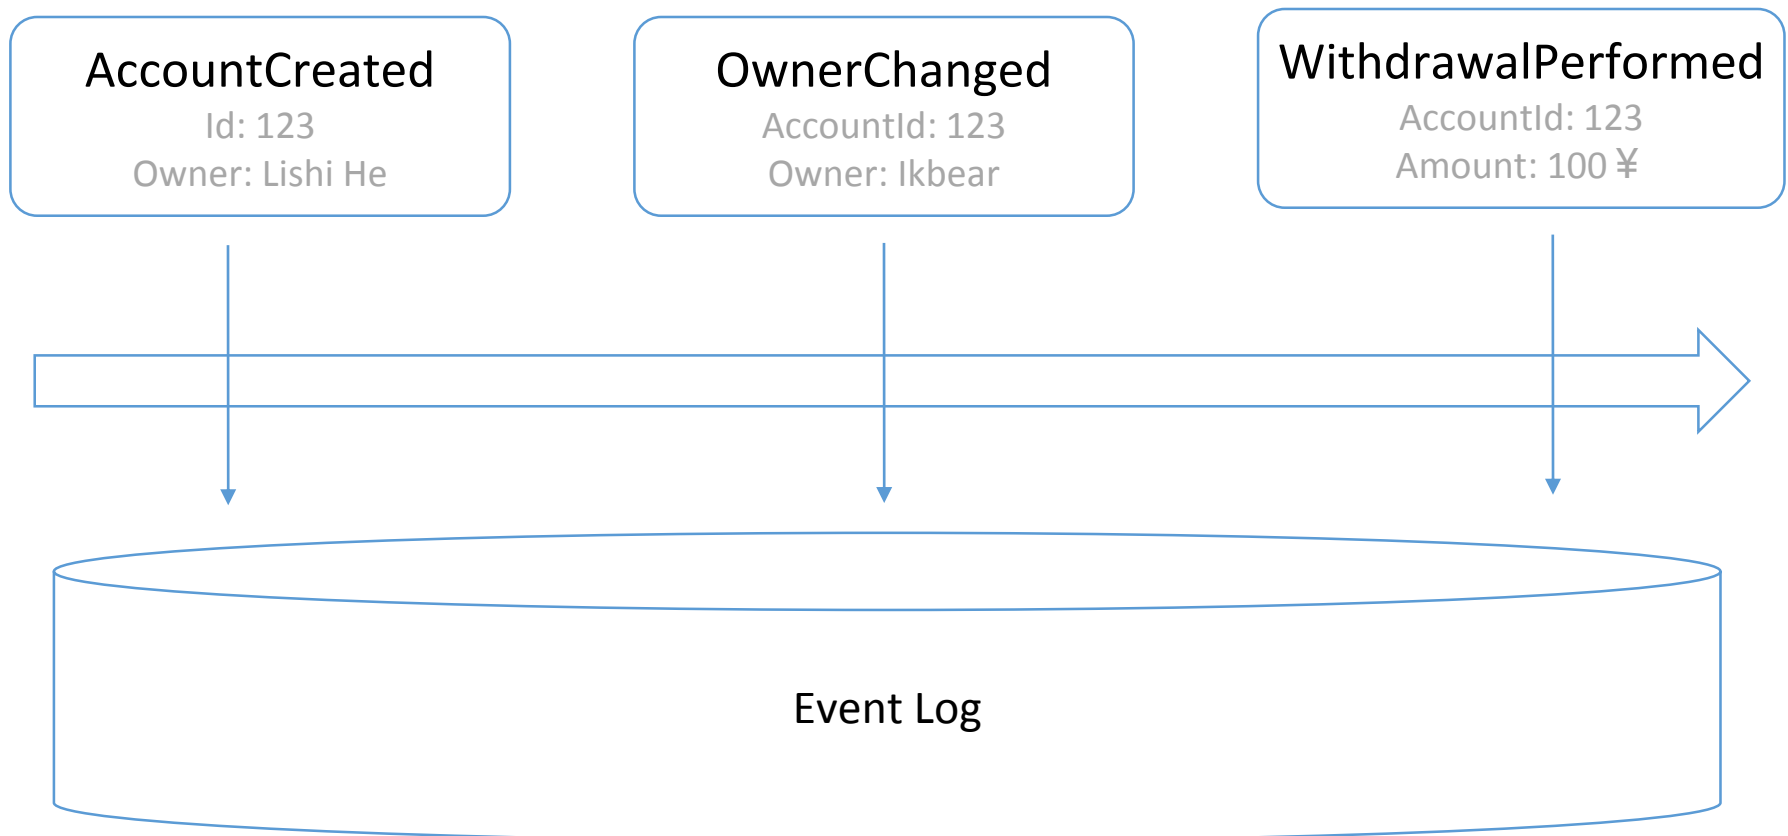 AccountCreated
Id: 123
Owner: Lishi He
OwnerChanged
AccountId: 123
Owner: Ikbear
WithdrawalPerformed
AccountId: 123
Amount: 100 ¥
Event Log